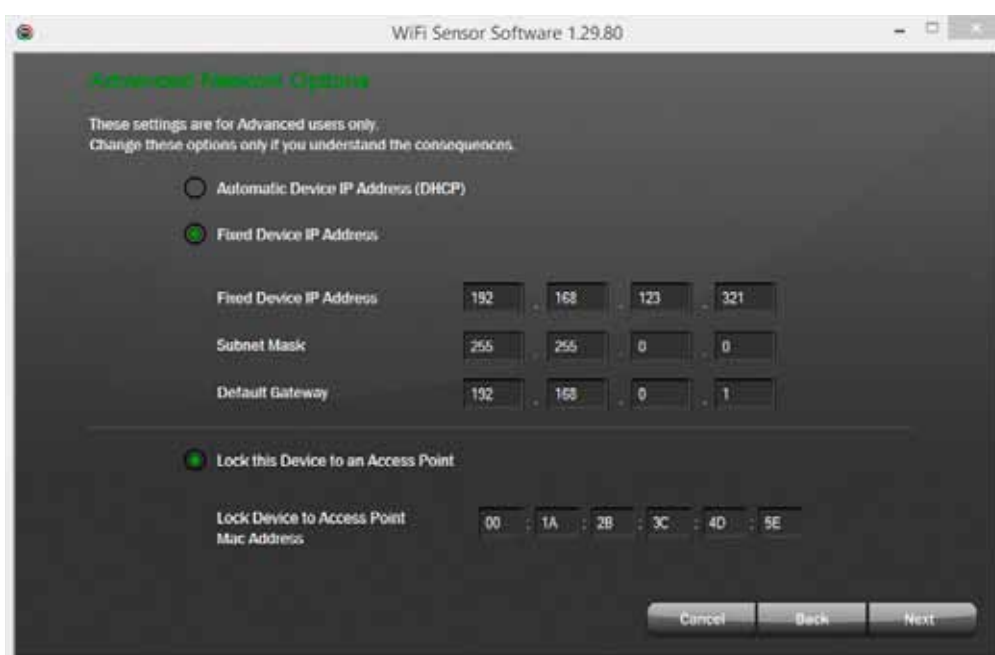 WiFi Sensor Software 1.29.80
Advanced Network Options
These settings are for Advanced users only.
Change these options only if you understand the consequences.
Automatic Device IP Address (DHCP)
Fixed Device IP Address
Fixed Device IP Address 192 . 168 . 123 . 321
Subnet Mask 255 . 255 . 0 . 0
Default Gateway 192 . 168 . 0 . 1
Lock this Device to an Access Point
Lock Device to Access Point
Mac Address 00 : 1A : 2B : 3C : 4D : 5E
Cancel Back Next